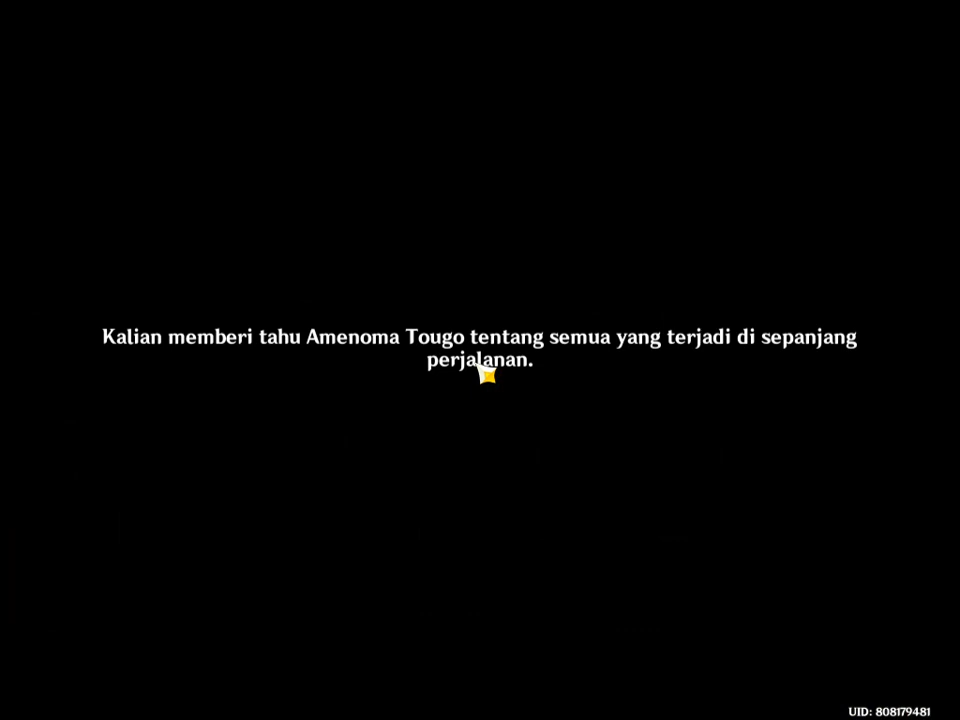 Kalian memberi tahu Amenoma Tougo tentang semua yang terjadi di sepanjang
perjalanan.
UID: 808179481